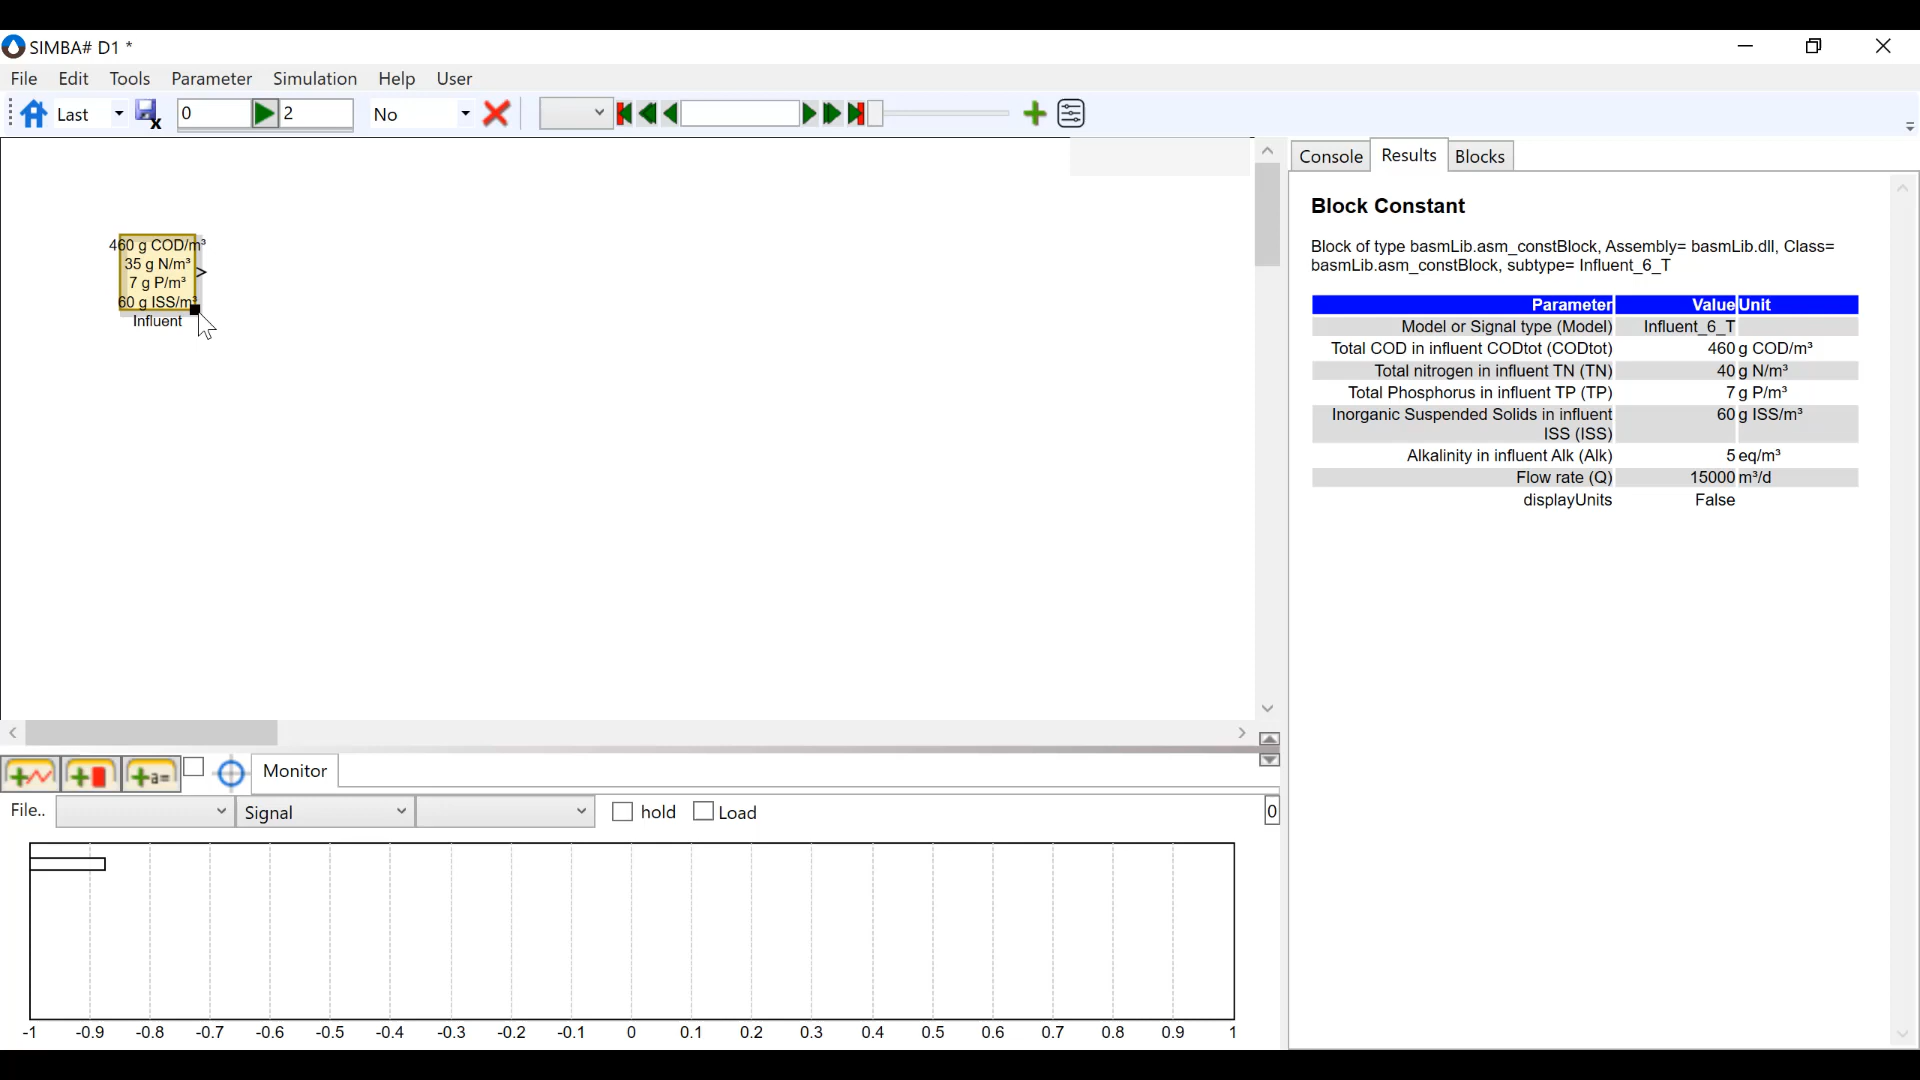 SIMBA# D1 *
File Edit Tools Parameter Simulation Help User
Last 0 2 No
Console Results Blocks
460 g COD/m³
35 g N/m³
7 g P/m³
60 g ISS/m³
>
Influent
Block Constant
Block of type basmLib.asm_constBlock, Assembly= basmLib.dll, Class=
basmLib.asm_constBlock, subtype= Influent_6_T
Parameter Value Unit
Model or Signal type (Model) Influent_6_T
Total COD in influent CODtot (CODtot) 460 g COD/m³
Total nitrogen in influent TN (TN) 40 g N/m³
Total Phosphorus in influent TP (TP) 7 g P/m³
Inorganic Suspended Solids in influent 60 g ISS/m³
ISS (ISS)
Alkalinity in influent Alk (Alk) 5 eq/m³
Flow rate (Q) 15000 m³/d
displayUnits False
+a= Monitor
File.. Signal hold Load 0
-1 -0.9 -0.8 -0.7 -0.6 -0.5 -0.4 -0.3 -0.2 -0.1 0 0.1 0.2 0.3 0.4 0.5 0.6 0.7 0.8 0.9 1